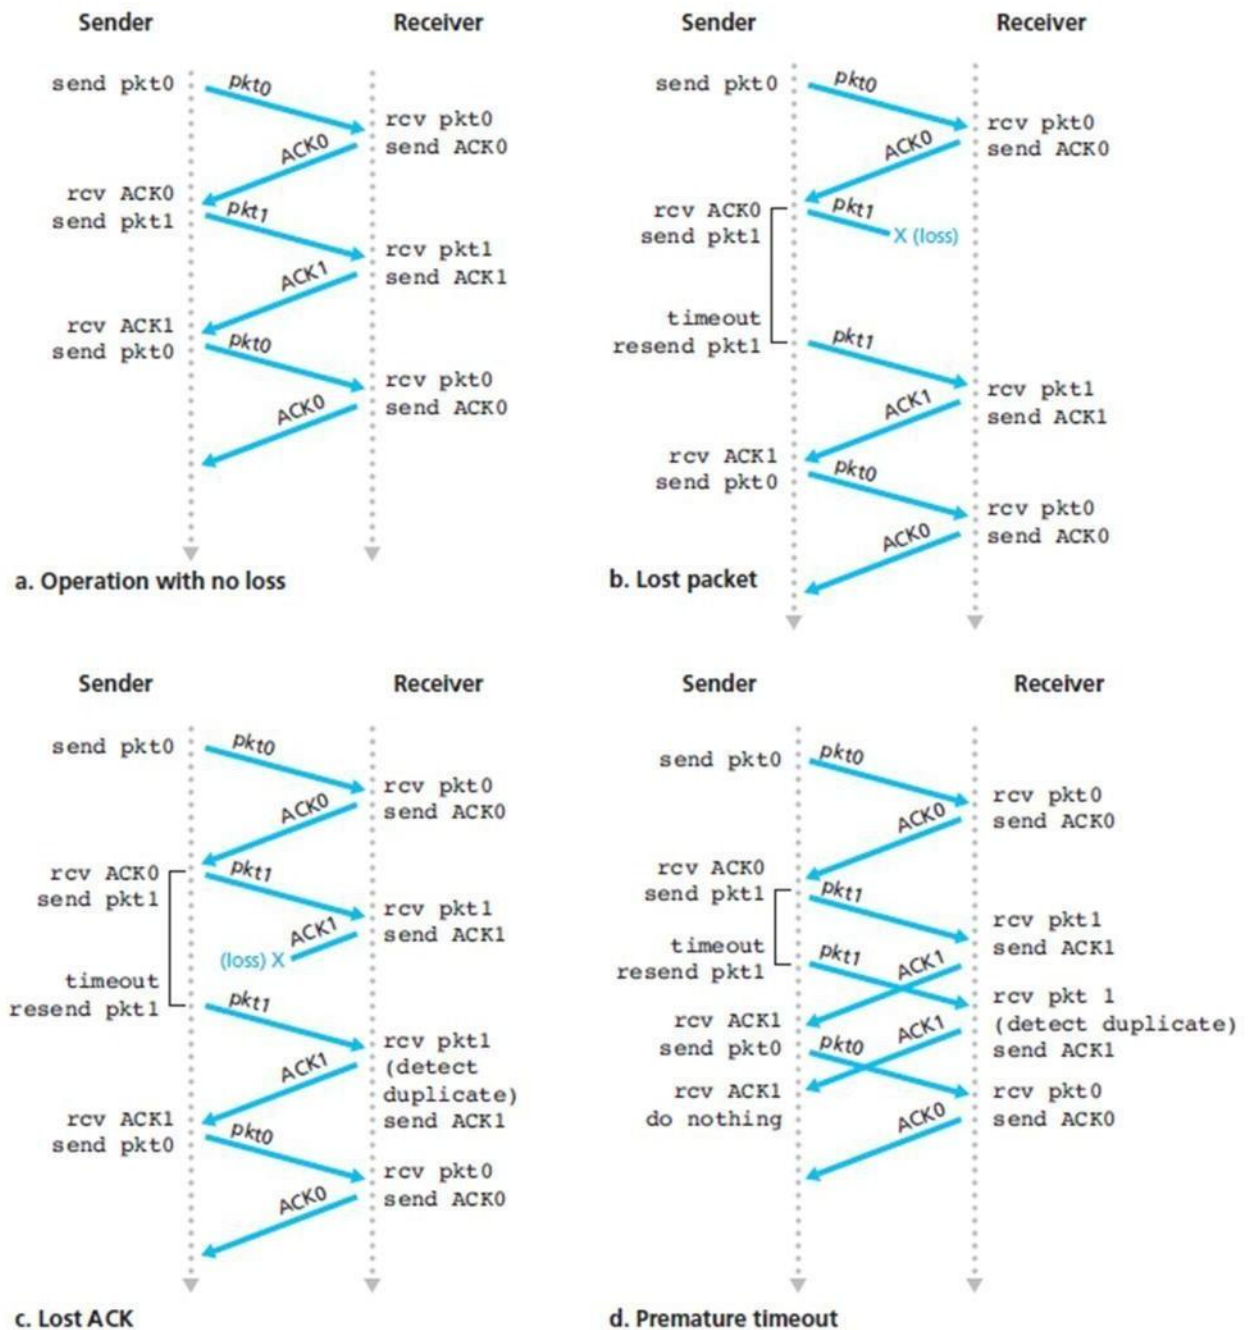 Sender Receiver
send pkt0
pkt0
rcv pkt0
send ACK0
ACK0
rcv ACK0
send pkt1
pkt1
rcv pkt1
send ACK1
ACK1
rcv ACK1
send pkt0
pkt0
rcv pkt0
send ACK0
ACK0
a. Operation with no loss
Sender Receiver
send pkt0
pkt0
rcv pkt0
send ACK0
ACK0
rcv ACK0
send pkt1
pkt1
X (loss)
timeout
resend pkt1
pkt1
rcv pkt1
send ACK1
ACK1
rcv ACK1
send pkt0
pkt0
rcv pkt0
send ACK0
ACK0
b. Lost packet
Sender Receiver
send pkt0
pkt0
rcv pkt0
send ACK0
ACK0
rcv ACK0
send pkt1
pkt1
rcv pkt1
send ACK1
ACK1
(loss) X
timeout
resend pkt1
pkt1
rcv pkt1
(detect
duplicate)
send ACK1
ACK1
rcv ACK1
send pkt0
pkt0
rcv pkt0
send ACK0
ACK0
c. Lost ACK
Sender Receiver
send pkt0
pkt0
rcv pkt0
send ACK0
ACK0
rcv ACK0
send pkt1
pkt1
rcv pkt1
send ACK1
timeout
resend pkt1
pkt1
ACK1
rcv pkt 1
(detect duplicate)
send ACK1
rcv ACK1
send pkt0
pkt0
ACK1
rcv ACK1
do nothing
rcv pkt0
send ACK0
ACK0
d. Premature timeout